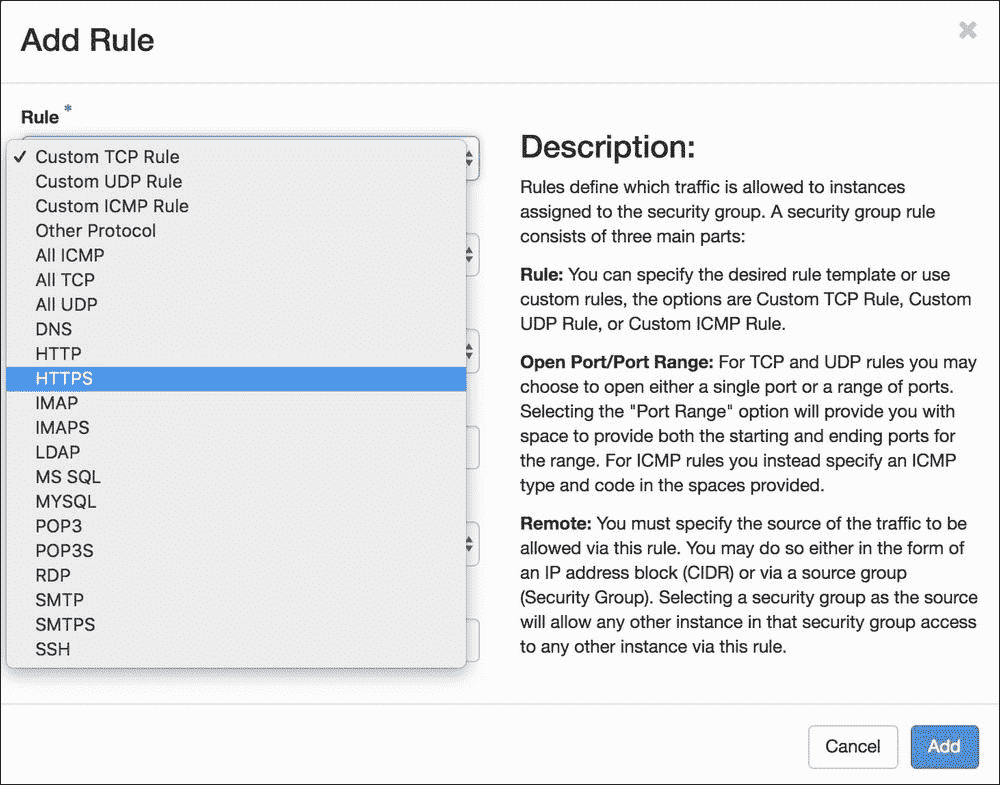 Add Rule
×
Rule *
✓ Custom TCP Rule
Custom UDP Rule
Custom ICMP Rule
Other Protocol
All ICMP
All TCP
All UDP
DNS
HTTP
HTTPS
IMAP
IMAPS
LDAP
MS SQL
MYSQL
POP3
POP3S
RDP
SMTP
SMTPS
SSH
Description:
Rules define which traffic is allowed to instances
assigned to the security group. A security group rule
consists of three main parts:
Rule: You can specify the desired rule template or use
custom rules, the options are Custom TCP Rule, Custom
UDP Rule, or Custom ICMP Rule.
Open Port/Port Range: For TCP and UDP rules you may
choose to open either a single port or a range of ports.
Selecting the "Port Range" option will provide you with
space to provide both the starting and ending ports for
the range. For ICMP rules you instead specify an ICMP
type and code in the spaces provided.
Remote: You must specify the source of the traffic to be
allowed via this rule. You may do so either in the form of
an IP address block (CIDR) or via a source group
(Security Group). Selecting a security group as the source
will allow any other instance in that security group access
to any other instance via this rule.
Cancel
Add